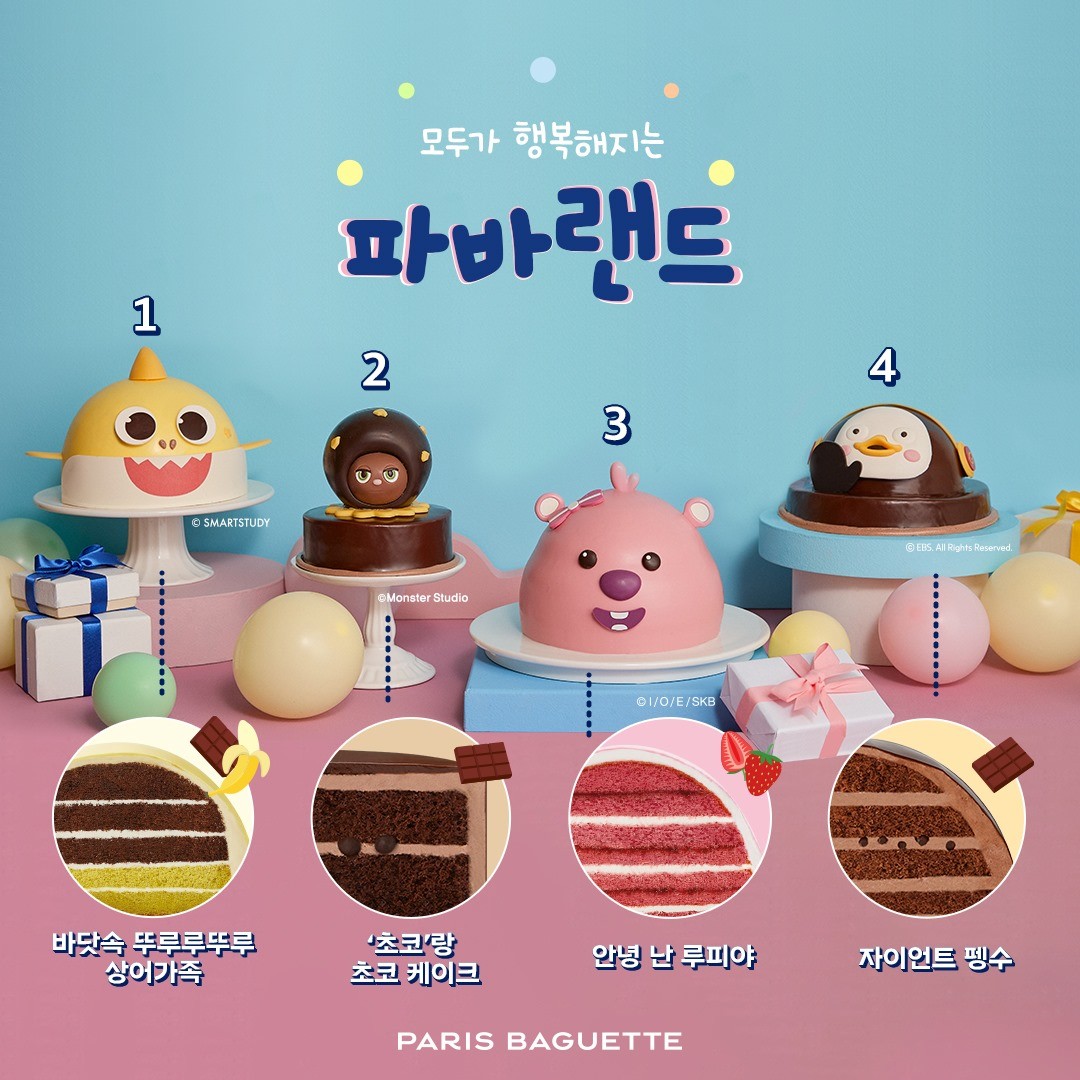 모두가 행복해지는
파바랜드
1
2
3
4
© SMARTSTUDY
©Monster Studio
© I / O / E / SKB
© EBS. All Rights Reserved.
바닷속 뚜루루뚜루
상어가족
‘초코’랑
초코 케이크
안녕 난 루피야
자이언트 펭수
PARIS BAGUETTE